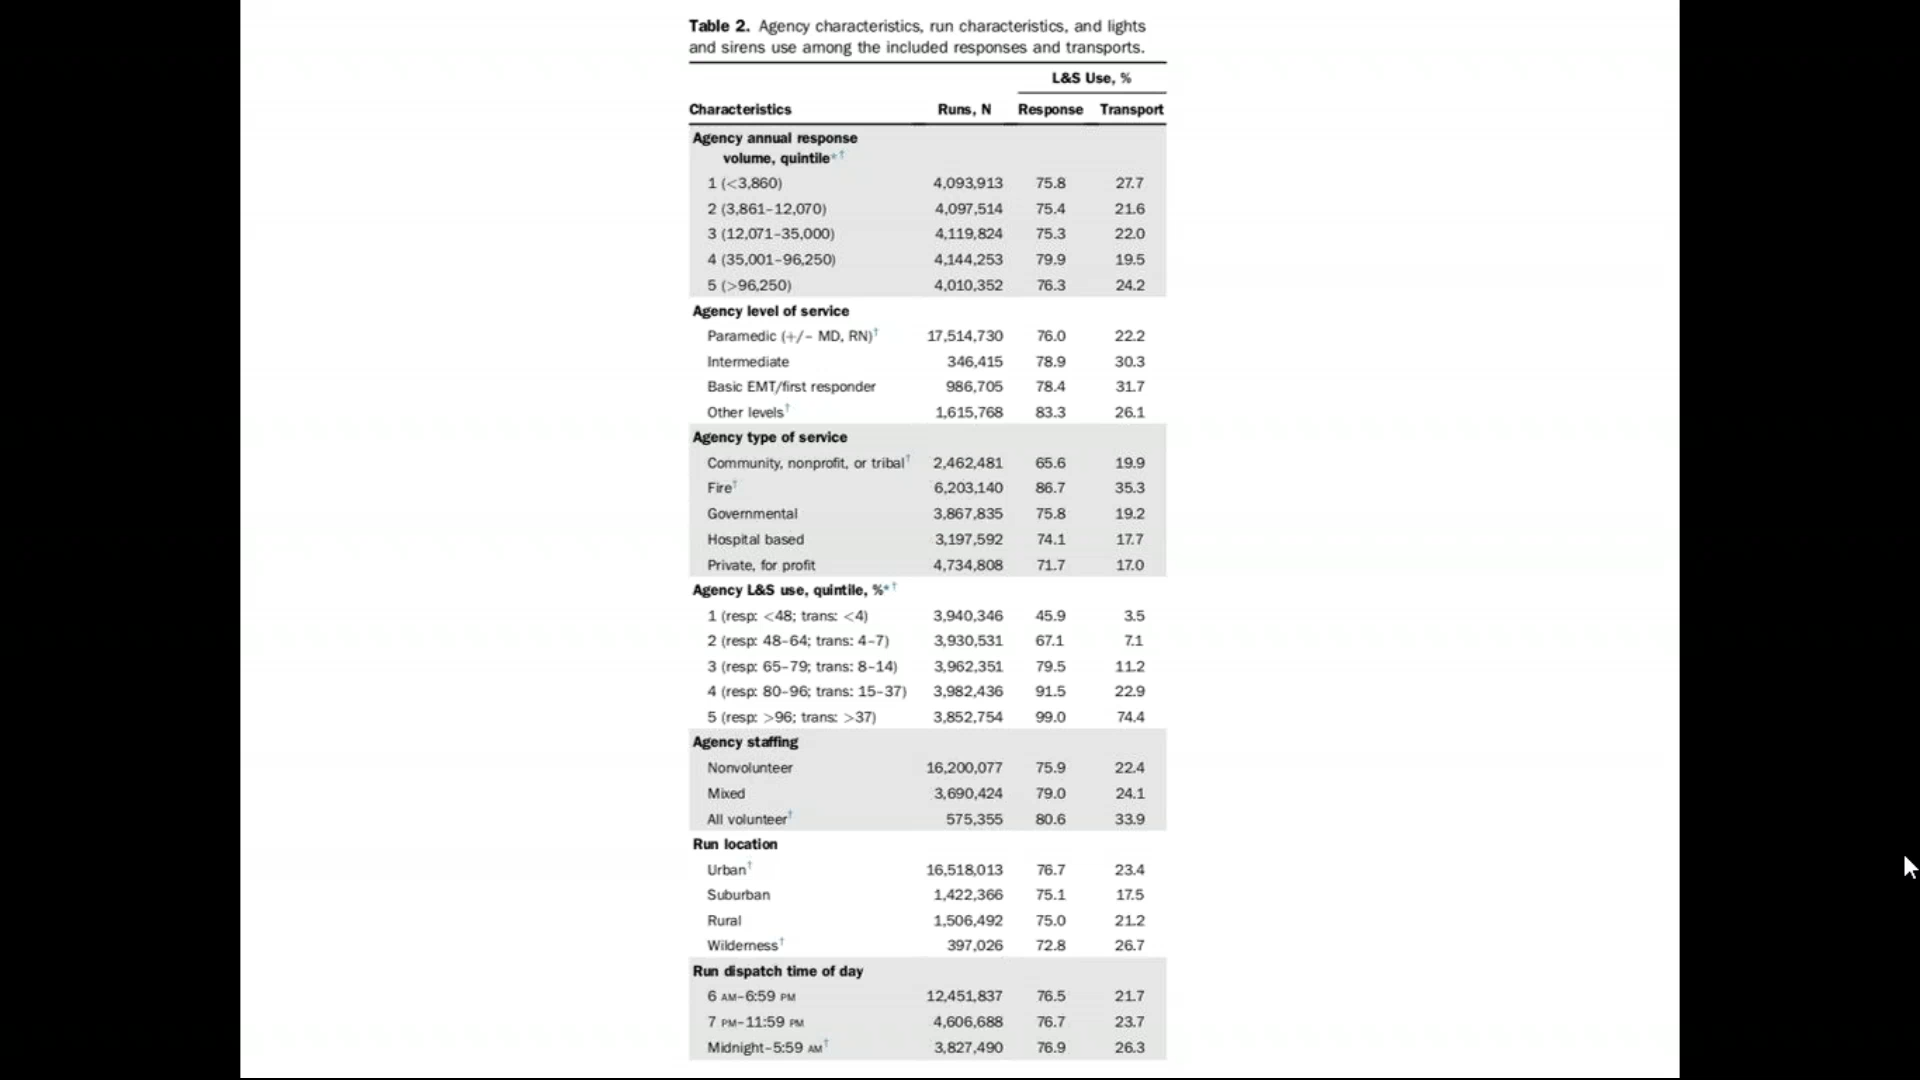 Table 2. Agency characteristics, run characteristics, and lights
and sirens use among the included responses and transports.
L&S Use, %
Characteristics Runs, N Response Transport
Agency annual response
volume, quintile*†
1 (<3,860) 4,093,913 75.8 27.7
2 (3,861–12,070) 4,097,514 75.4 21.6
3 (12,071–35,000) 4,119,824 75.3 22.0
4 (35,001–96,250) 4,144,253 79.9 19.5
5 (>96,250) 4,010,352 76.3 24.2
Agency level of service
Paramedic (+/– MD, RN)† 17,514,730 76.0 22.2
Intermediate 346,415 78.9 30.3
Basic EMT/first responder 986,705 78.4 31.7
Other levels† 1,615,768 83.3 26.1
Agency type of service
Community, nonprofit, or tribal† 2,462,481 65.6 19.9
Fire† 6,203,140 86.7 35.3
Governmental 3,867,835 75.8 19.2
Hospital based 3,197,592 74.1 17.7
Private, for profit 4,734,808 71.7 17.0
Agency L&S use, quintile, %*†
1 (resp: <48; trans: <4) 3,940,346 45.9 3.5
2 (resp: 48–64; trans: 4–7) 3,930,531 67.1 7.1
3 (resp: 65–79; trans: 8–14) 3,962,351 79.5 11.2
4 (resp: 80–96; trans: 15–37) 3,982,436 91.5 22.9
5 (resp: >96; trans: >37) 3,852,754 99.0 74.4
Agency staffing
Nonvolunteer 16,200,077 75.9 22.4
Mixed 3,690,424 79.0 24.1
All volunteer† 575,355 80.6 33.9
Run location
Urban† 16,518,013 76.7 23.4
Suburban 1,422,366 75.1 17.5
Rural 1,506,492 75.0 21.2
Wilderness† 397,026 72.8 26.7
Run dispatch time of day
6 AM–6:59 PM 12,451,837 76.5 21.7
7 PM–11:59 PM 4,606,688 76.7 23.7
Midnight–5:59 AM† 3,827,490 76.9 26.3